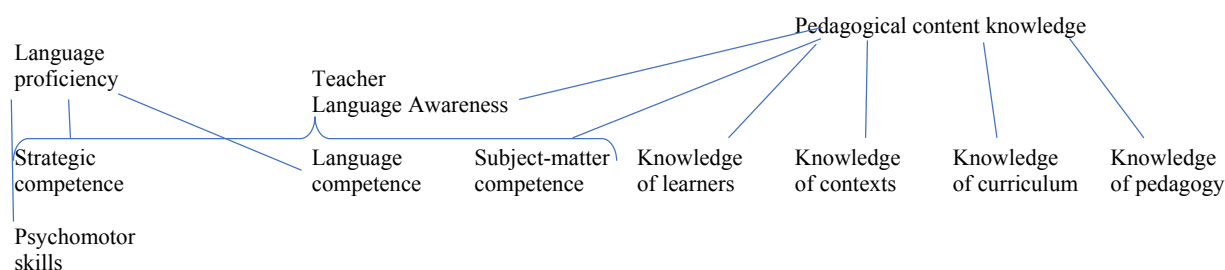 Pedagogical content knowledge
Language
proficiency
Teacher
Language Awareness
Strategic
competence
Language
competence
Subject-matter
competence
Knowledge
of learners
Knowledge
of contexts
Knowledge
of curriculum
Knowledge
of pedagogy
Psychomotor
skills